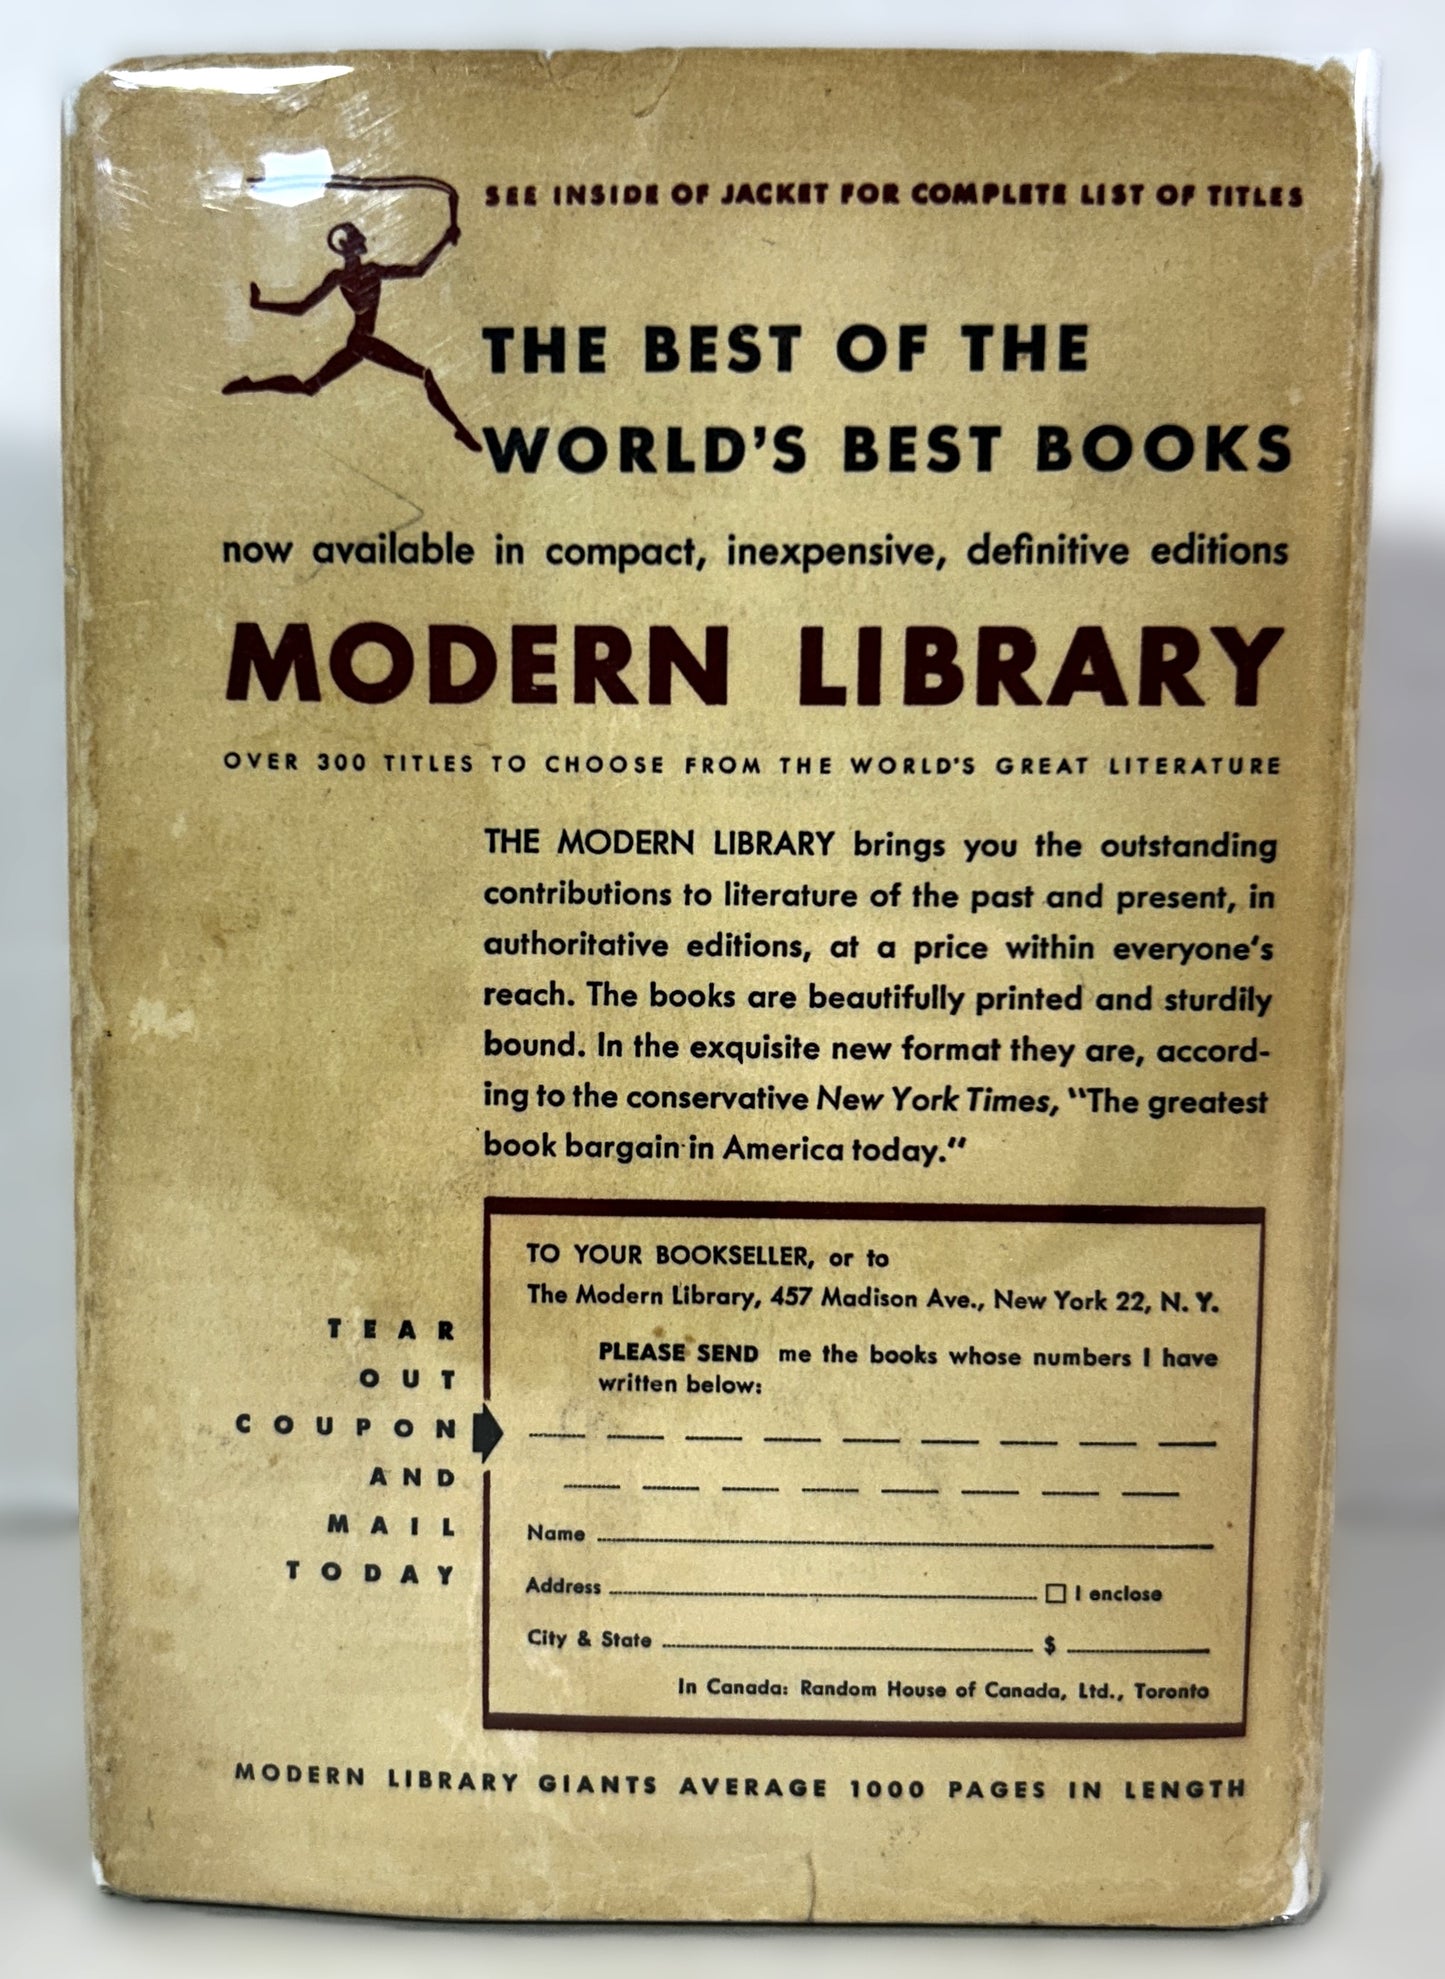 SEE INSIDE OF JACKET FOR COMPLETE LIST OF TITLES
THE BEST OF THE
WORLD'S BEST BOOKS
now available in compact, inexpensive, definitive editions
MODERN LIBRARY
OVER 300 TITLES TO CHOOSE FROM THE WORLD'S GREAT LITERATURE
THE MODERN LIBRARY brings you the outstanding
contributions to literature of the past and present, in
authoritative editions, at a price within everyone's
reach. The books are beautifully printed and sturdily
bound. In the exquisite new format they are, accord-
ing to the conservative New York Times, "The greatest
book bargain in America today."
TO YOUR BOOKSELLER, or to
The Modern Library, 457 Madison Ave., New York 22, N. Y.
PLEASE SEND me the books whose numbers I have
written below:
TEAR
OUT
COUPON
AND
MAIL
TODAY
Name
Address □ I enclose
City & State $
In Canada: Random House of Canada, Ltd., Toronto
MODERN LIBRARY GIANTS AVERAGE 1000 PAGES IN LENGTH